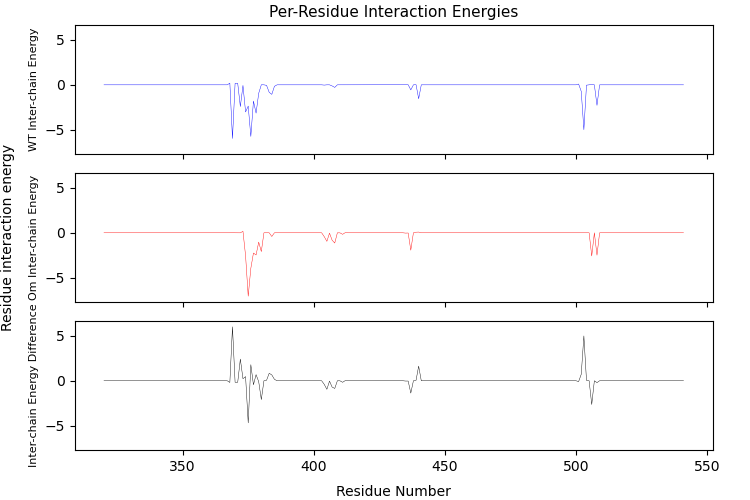 Per-Residue Interaction Energies
Residue interaction energy
WT Inter-chain Energy
5
0
−5
Om Inter-chain Energy
5
0
−5
Inter-chain Energy Difference
5
0
−5
350
400
450
500
550
Residue Number